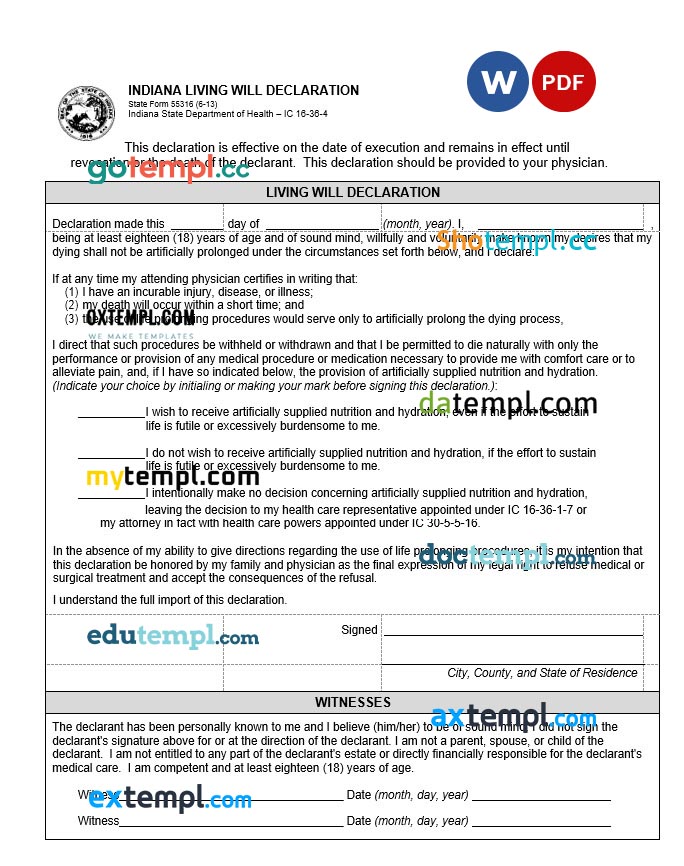 W PDF
INDIANA LIVING WILL DECLARATION
State Form 55316 (6-13)
Indiana State Department of Health – IC 16-36-4
This declaration is effective on the date of execution and remains in effect until
the death of the declarant. This declaration should be provided to your physician.
gotempl.cc
LIVING WILL DECLARATION
Declaration made this ________ day of ________ (month, year). I, ________ ,
being at least eighteen (18) years of age and of sound mind, willfully and voluntarily make known my desires that my
Shotempl.cc
dying shall not be artificially prolonged under the circumstances set forth below, and I declare:
If at any time my attending physician certifies in writing that:
(1) I have an incurable injury, disease, or illness;
(2) my death will occur within a short time; and
(3) the use of life prolonging procedures would serve only to artificially prolong the dying process,
OXTEMPL.COM
WE MAKE TEMPLATES
I direct that such procedures be withheld or withdrawn and that I be permitted to die naturally with only the
performance or provision of any medical procedure or medication necessary to provide me with comfort care or to
alleviate pain, and, if I have so indicated below, the provision of artificially supplied nutrition and hydration.
(Indicate your choice by initialing or making your mark before signing this declaration.):
datempl.com
__________I wish to receive artificially supplied nutrition and hydration, even if the effort to sustain
life is futile or excessively burdensome to me.
__________I do not wish to receive artificially supplied nutrition and hydration, if the effort to sustain
life is futile or excessively burdensome to me.
mytempl.com
__________I intentionally make no decision concerning artificially supplied nutrition and hydration,
leaving the decision to my health care representative appointed under IC 16-36-1-7 or
my attorney in fact with health care powers appointed under IC 30-5-5-16.
In the absence of my ability to give directions regarding the use of life prolonging procedures, it is my intention that
doctempl.com
this declaration be honored by my family and physician as the final expression of my legal right to refuse medical or
surgical treatment and accept the consequences of the refusal.
I understand the full import of this declaration.
edutempl.com
Signed
City, County, and State of Residence
WITNESSES
axtempl.com
The declarant has been personally known to me and I believe (him/her) to be of sound mind. I did not sign the
declarant's signature above for or at the direction of the declarant. I am not a parent, spouse, or child of the
declarant. I am not entitled to any part of the declarant's estate or directly financially responsible for the declarant's
medical care. I am competent and at least eighteen (18) years of age.
Witness__________ Date (month, day, year) __________
extempl.com
Witness__________ Date (month, day, year) __________